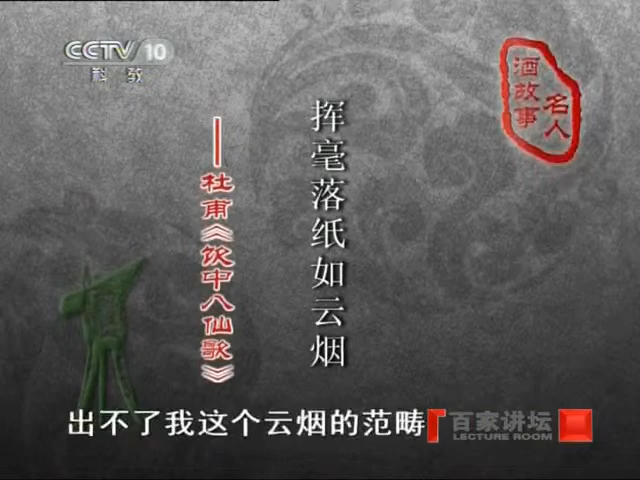 CCTV 10
科教
名人
酒故事
挥毫落纸如云烟
——杜甫《饮中八仙歌》
出不了我这个云烟的范畴
百家讲坛
LECTURE ROOM